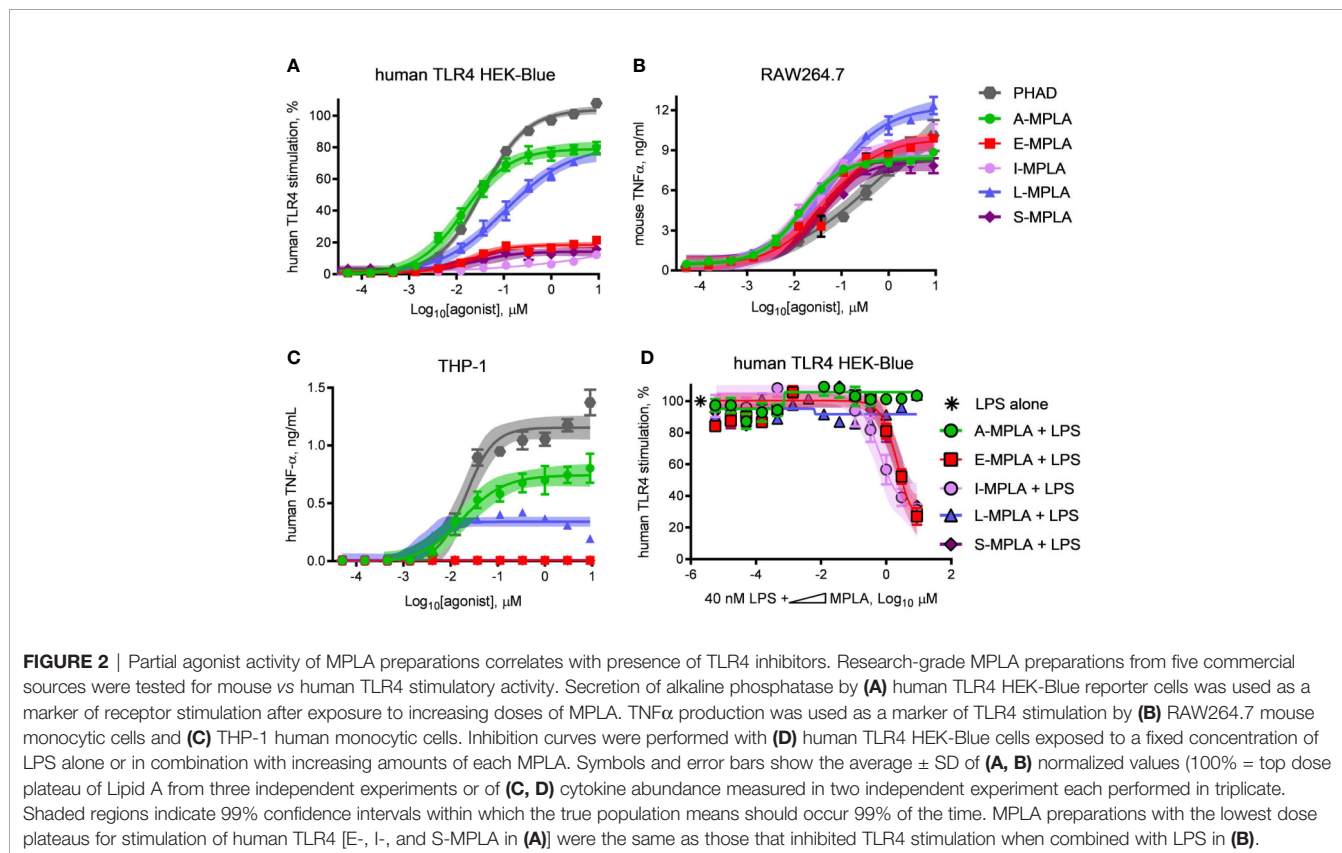 A
human TLR4 HEK-Blue
human TLR4 stimulation, %
100
80
60
40
20
0
-4 -3 -2 -1 0 1
Log10[agonist], µM
B
RAW264.7
mouse TNFα, ng/ml
12
9
6
3
0
-4 -3 -2 -1 0 1
Log10[agonist], µM
PHAD
A-MPLA
E-MPLA
I-MPLA
L-MPLA
S-MPLA
C
THP-1
human TNF-α, ng/mL
1.5
1.0
0.5
0.0
-4 -3 -2 -1 0 1
Log10[agonist], µM
D
human TLR4 HEK-Blue
human TLR4 stimulation, %
100
80
60
40
20
0
-6 -4 -2 0 2
40 nM LPS + MPLA, Log10 µM
LPS alone
A-MPLA + LPS
E-MPLA + LPS
I-MPLA + LPS
L-MPLA + LPS
S-MPLA + LPS
FIGURE 2 | Partial agonist activity of MPLA preparations correlates with presence of TLR4 inhibitors. Research-grade MPLA preparations from five commercial
sources were tested for mouse vs human TLR4 stimulatory activity. Secretion of alkaline phosphatase by (A) human TLR4 HEK-Blue reporter cells was used as a
marker of receptor stimulation after exposure to increasing doses of MPLA. TNFα production was used as a marker of TLR4 stimulation by (B) RAW264.7 mouse
monocytic cells and (C) THP-1 human monocytic cells. Inhibition curves were performed with (D) human TLR4 HEK-Blue cells exposed to a fixed concentration of
LPS alone or in combination with increasing amounts of each MPLA. Symbols and error bars show the average ± SD of (A, B) normalized values (100% = top dose
plateau of Lipid A from three independent experiments or of (C, D) cytokine abundance measured in two independent experiment each performed in triplicate.
Shaded regions indicate 99% confidence intervals within which the true population means should occur 99% of the time. MPLA preparations with the lowest dose
plateaus for stimulation of human TLR4 [E-, I-, and S-MPLA in (A)] were the same as those that inhibited TLR4 stimulation when combined with LPS in (B).